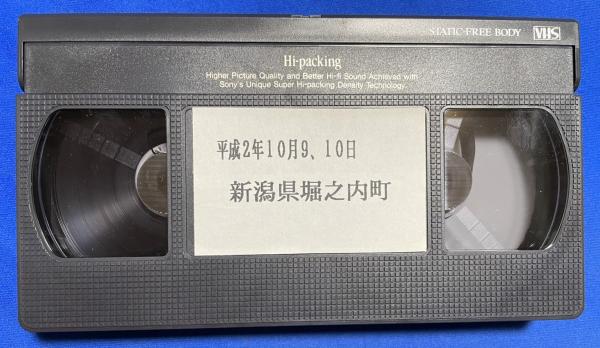 STATIC-FREE BODY VHS
Hi-packing
Higher Picture Quality and Better Hi-fi Sound Achieved with
Sony's Unique Super Hi-packing Density Technology.
平成2年10月9、10日
新潟県堀之内町